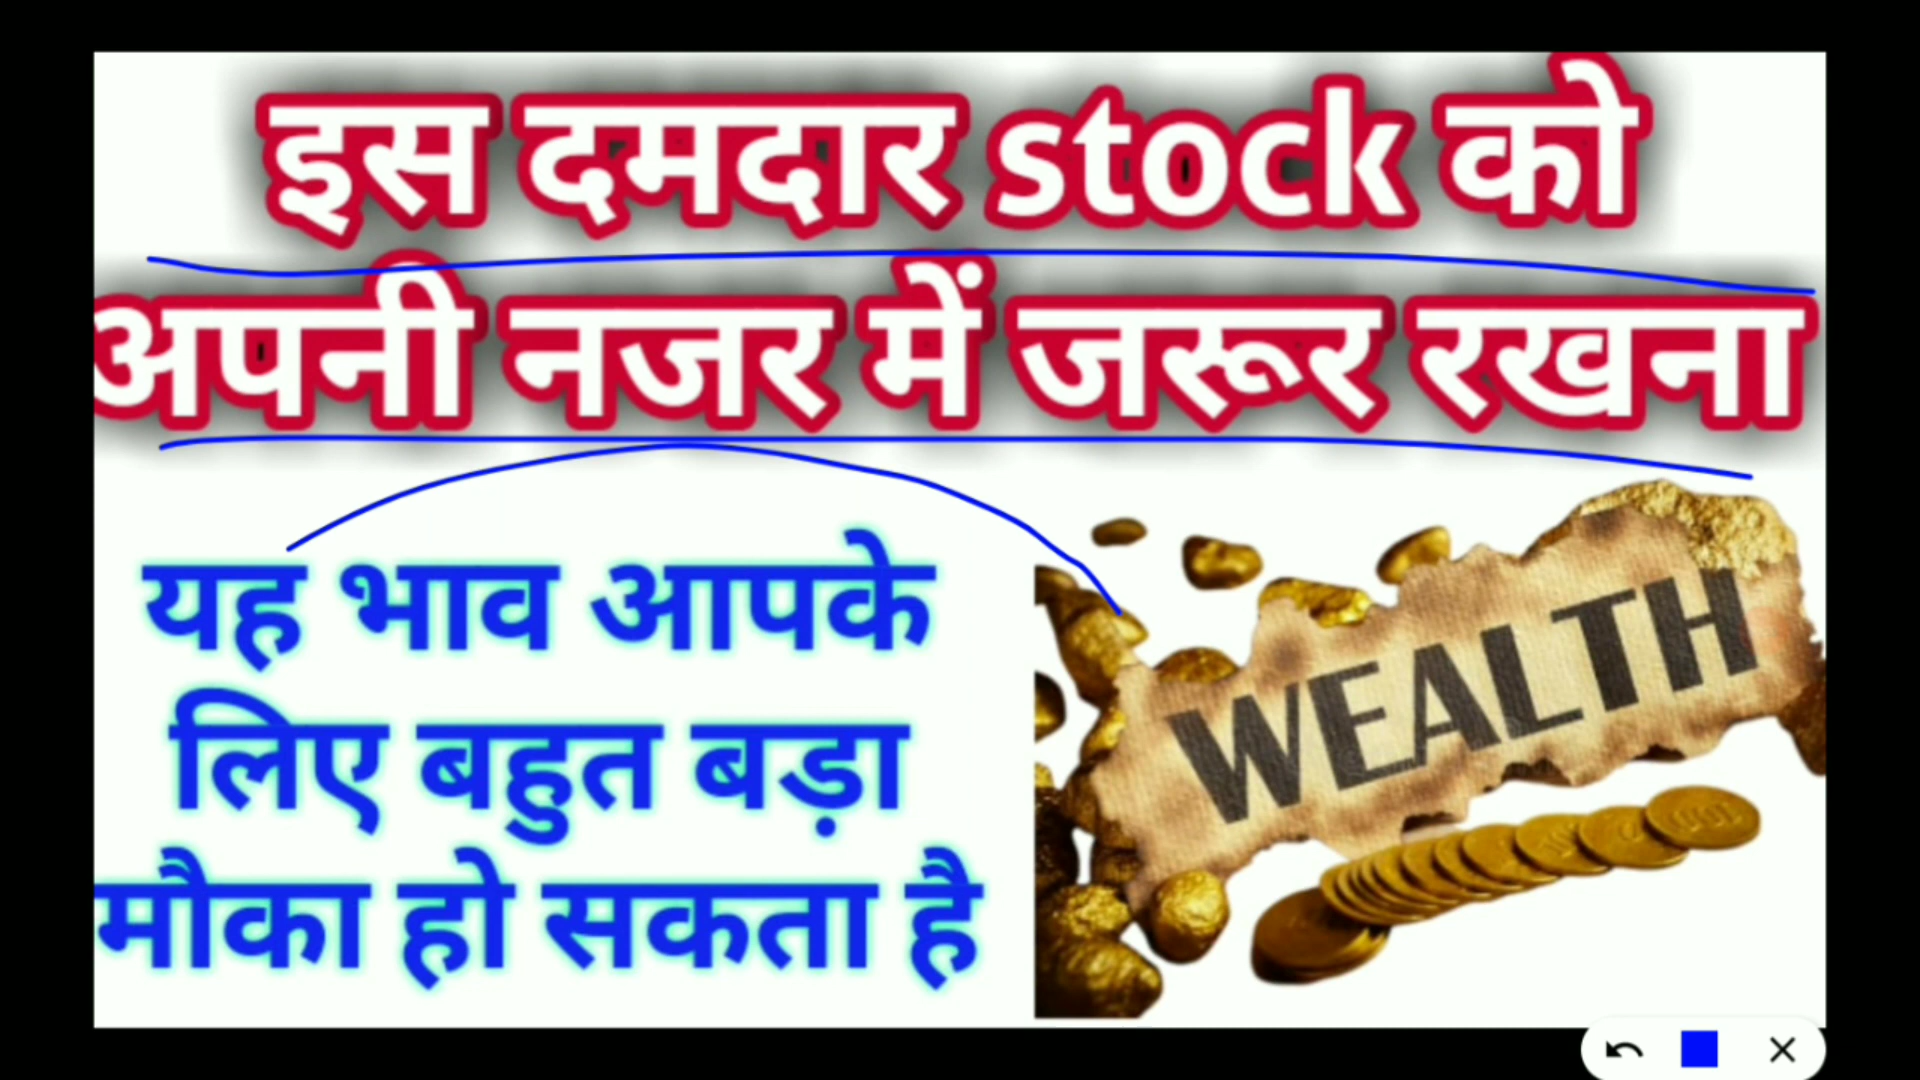 इस दमदार stock को
अपनी नजर में जरूर रखना
यह भाव आपके
लिए बहुत बड़ा
मौका हो सकता है
WEALTH